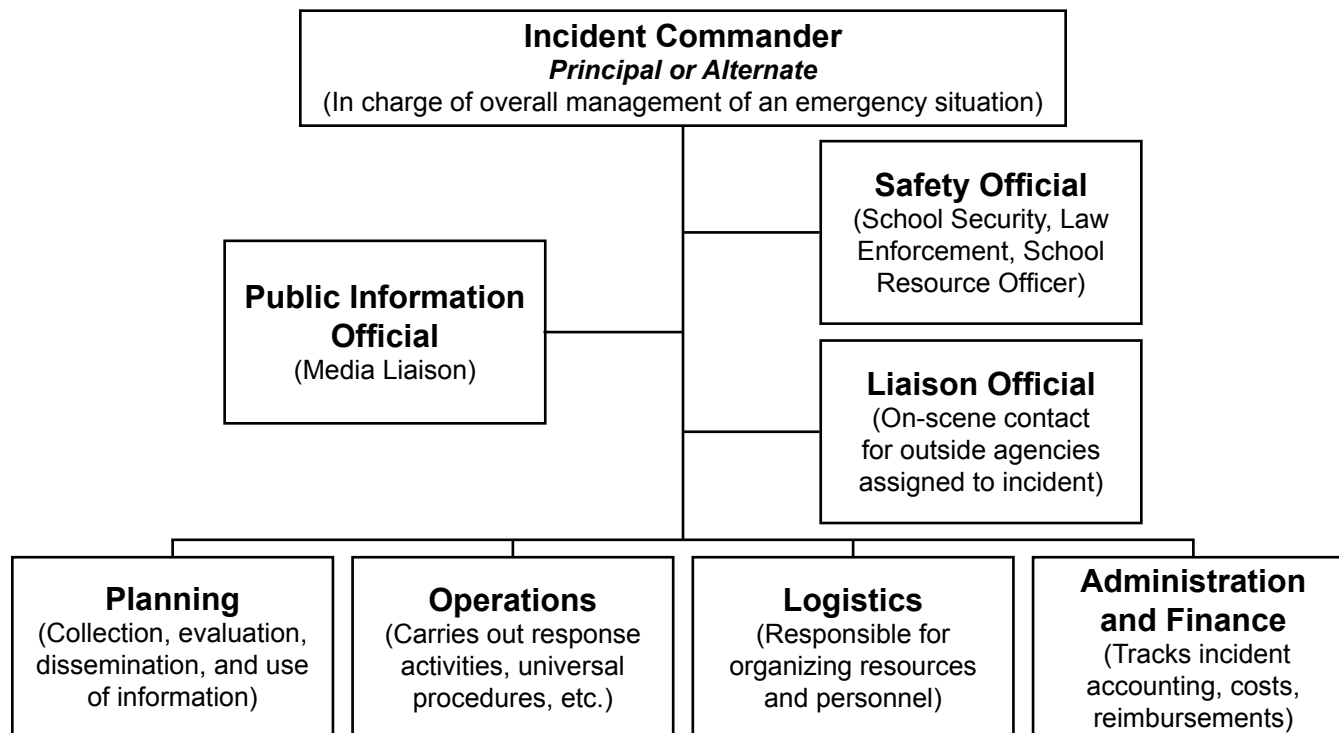 Incident Commander
Principal or Alternate
(In charge of overall management of an emergency situation)
Safety Official
(School Security, Law
Enforcement, School
Resource Officer)
Public Information
Official
(Media Liaison)
Liaison Official
(On-scene contact
for outside agencies
assigned to incident)
Planning
(Collection, evaluation,
dissemination, and use
of information)
Operations
(Carries out response
activities, universal
procedures, etc.)
Logistics
(Responsible for
organizing resources
and personnel)
Administration
and Finance
(Tracks incident
accounting, costs,
reimbursements)